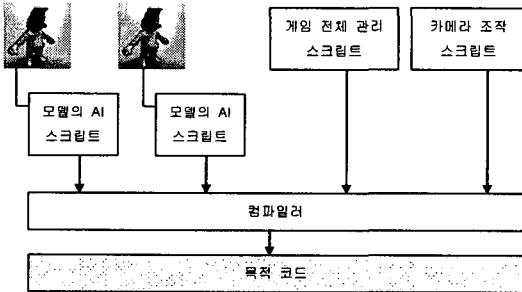 게임 전체 관리
스크립트
카메라 조작
스크립트
모델의 AI
스크립트
모델의 AI
스크립트
컴파일러
목적 코드